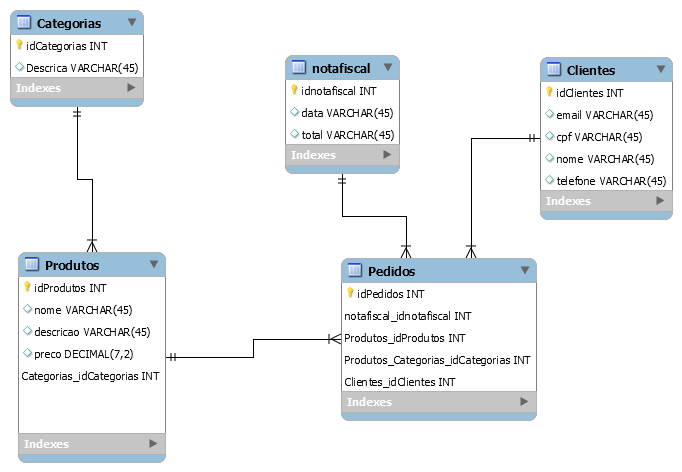 Categorias
idCategorias INT
Descrica VARCHAR(45)
Indexes
notafiscal
idnotafiscal INT
data VARCHAR(45)
total VARCHAR(45)
Indexes
Clientes
idClientes INT
email VARCHAR(45)
cpf VARCHAR(45)
nome VARCHAR(45)
telefone VARCHAR(45)
Indexes
Produtos
idProdutos INT
nome VARCHAR(45)
descricao VARCHAR(45)
preco DECIMAL(7,2)
Categorias_idCategorias INT
Indexes
Pedidos
idPedidos INT
notafiscal_idnotafiscal INT
Produtos_idProdutos INT
Produtos_Categorias_idCategorias INT
Clientes_idClientes INT
Indexes